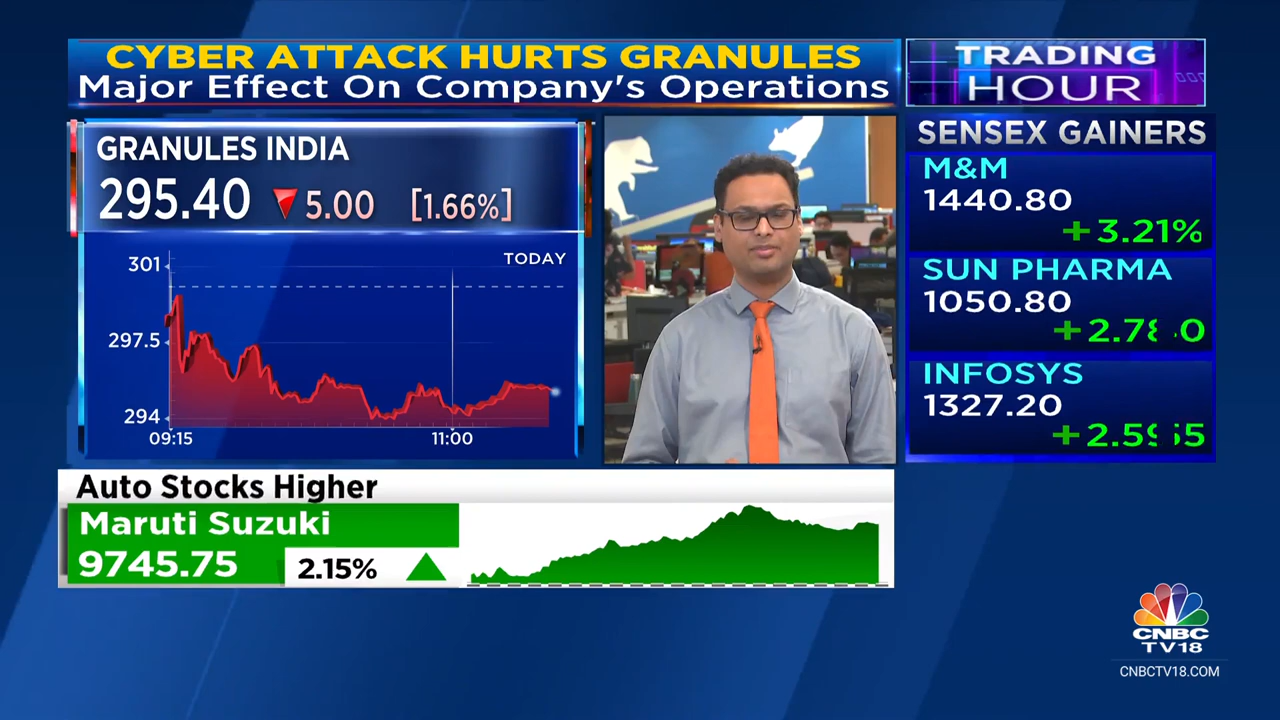 CYBER ATTACK HURTS GRANULES
Major Effect On Company's Operations
TRADING
HOUR
GRANULES INDIA
295.40 5.00 [1.66%]
TODAY
301
297.5
294
09:15 11:00
SENSEX GAINERS
M&M
1440.80
+3.21%
SUN PHARMA
1050.80
INFOSYS
1327.20
Auto Stocks Higher
Maruti Suzuki
9745.75 2.15%
CNBC
TV18
CNBCTV18.COM